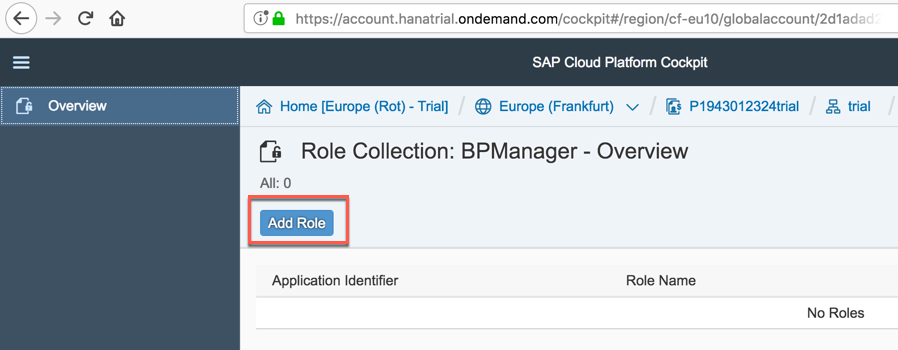 https://account.hanatrial.ondemand.com/cockpit#/region/cf-eu10/globalaccount/2d1adad
SAP Cloud Platform Cockpit
Overview
Home [Europe (Rot) - Trial] / Europe (Frankfurt) / P1943012324trial / trial /
Role Collection: BPManager - Overview
All: 0
Add Role
Application Identifier Role Name
No Roles